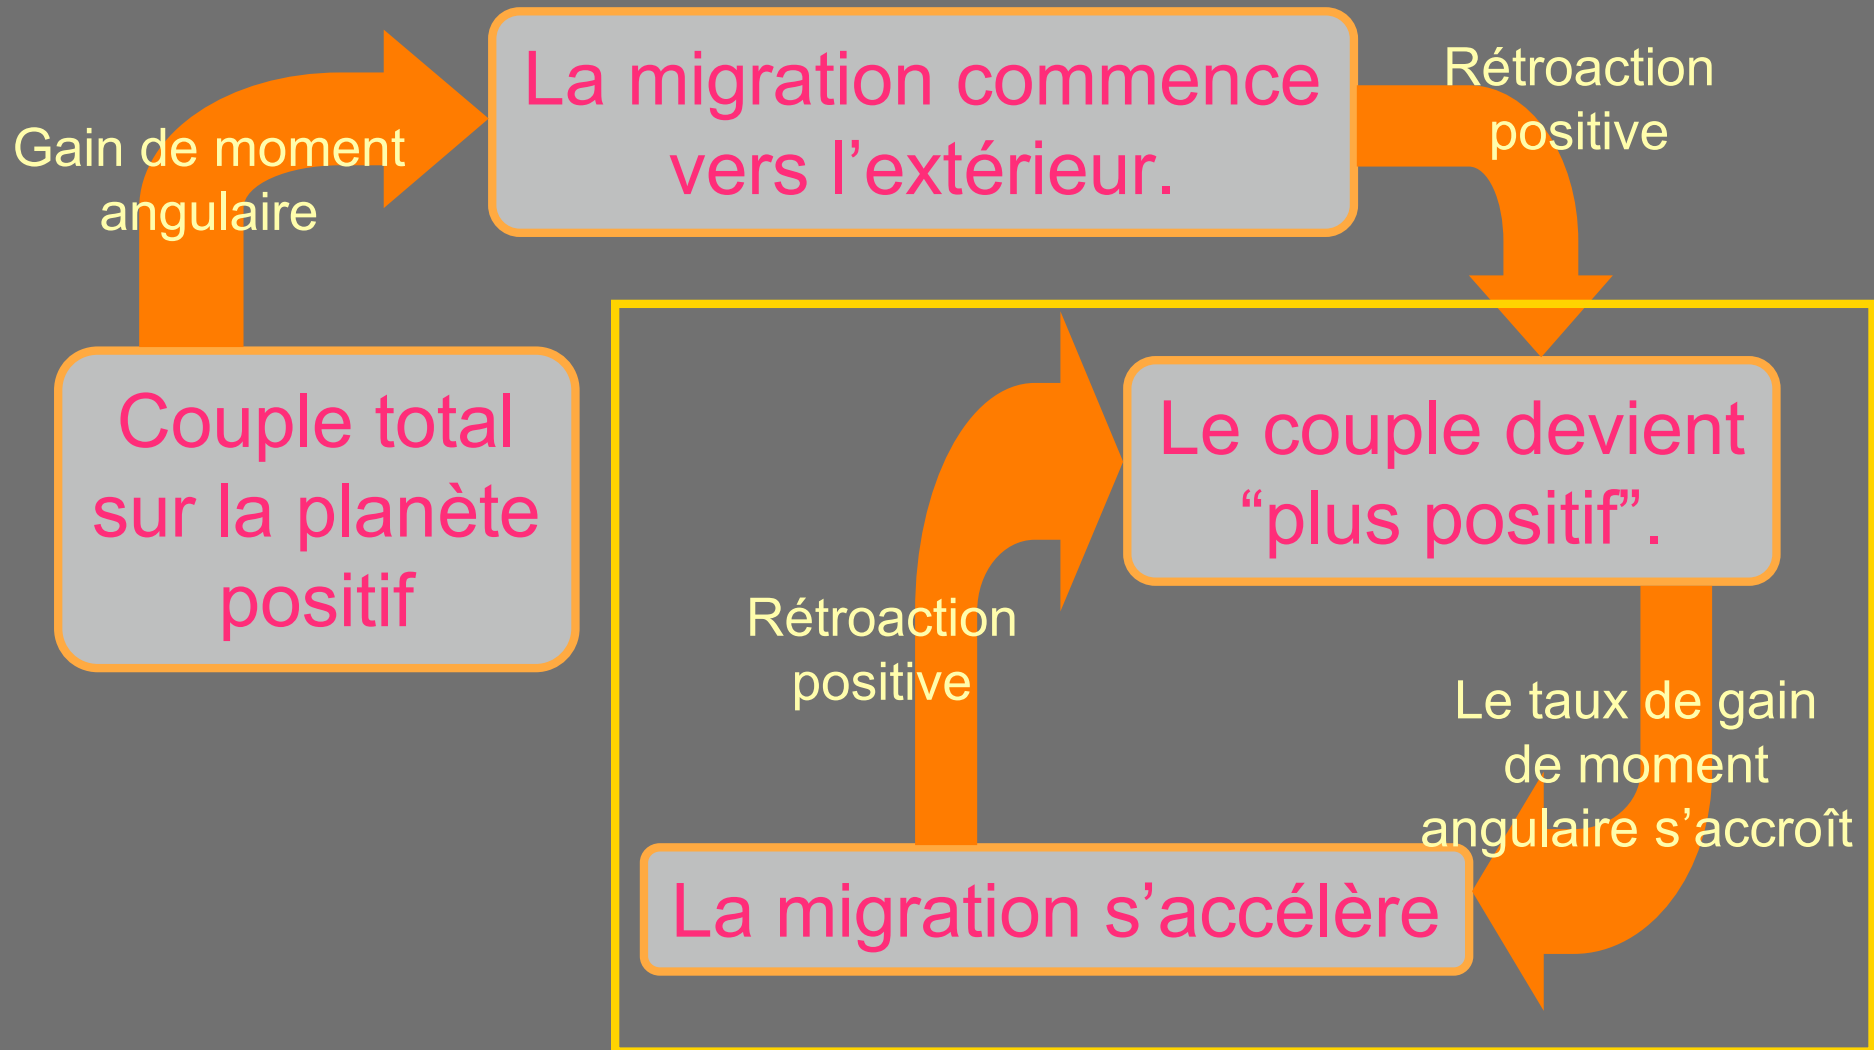 Gain de moment
angulaire
La migration commence
vers l’extérieur.
Rétroaction
positive
Couple total
sur la planète
positif
Le couple devient
“plus positif”.
Rétroaction
positive
Le taux de gain
de moment
angulaire s’accroît
La migration s’accélère